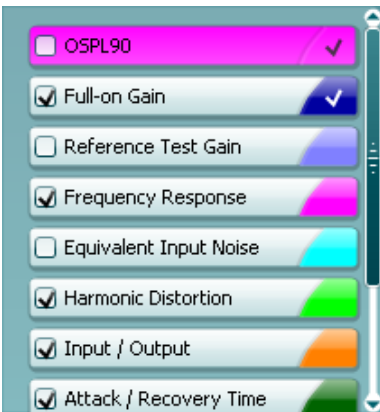 OSPL90
Full-on Gain
Reference Test Gain
Frequency Response
Equivalent Input Noise
Harmonic Distortion
Input / Output
Attack / Recovery Time